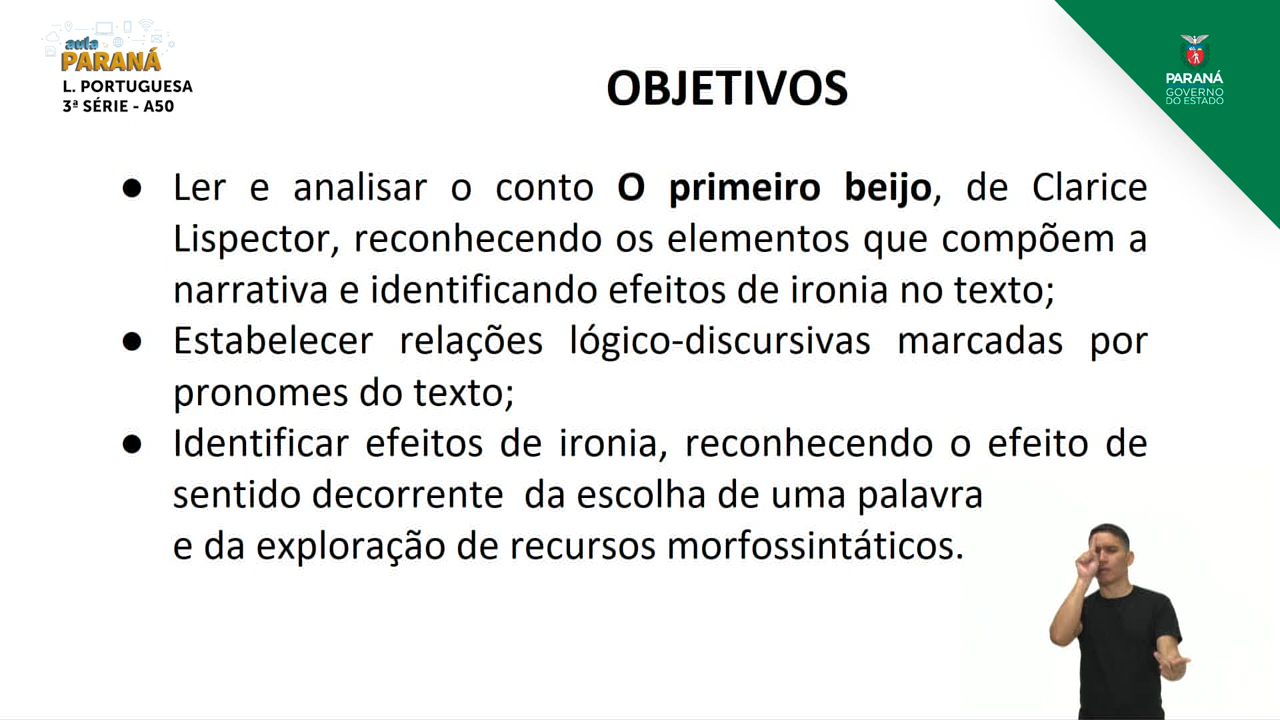 aula
PARANÁ
L. PORTUGUESA
3ª SÉRIE - A50
OBJETIVOS
PARANÁ
GOVERNO
DO ESTADO
● Ler e analisar o conto O primeiro beijo, de Clarice
Lispector, reconhecendo os elementos que compõem a
narrativa e identificando efeitos de ironia no texto;
● Estabelecer relações lógico-discursivas marcadas por
pronomes do texto;
● Identificar efeitos de ironia, reconhecendo o efeito de
sentido decorrente  da escolha de uma palavra
e da exploração de recursos morfossintáticos.